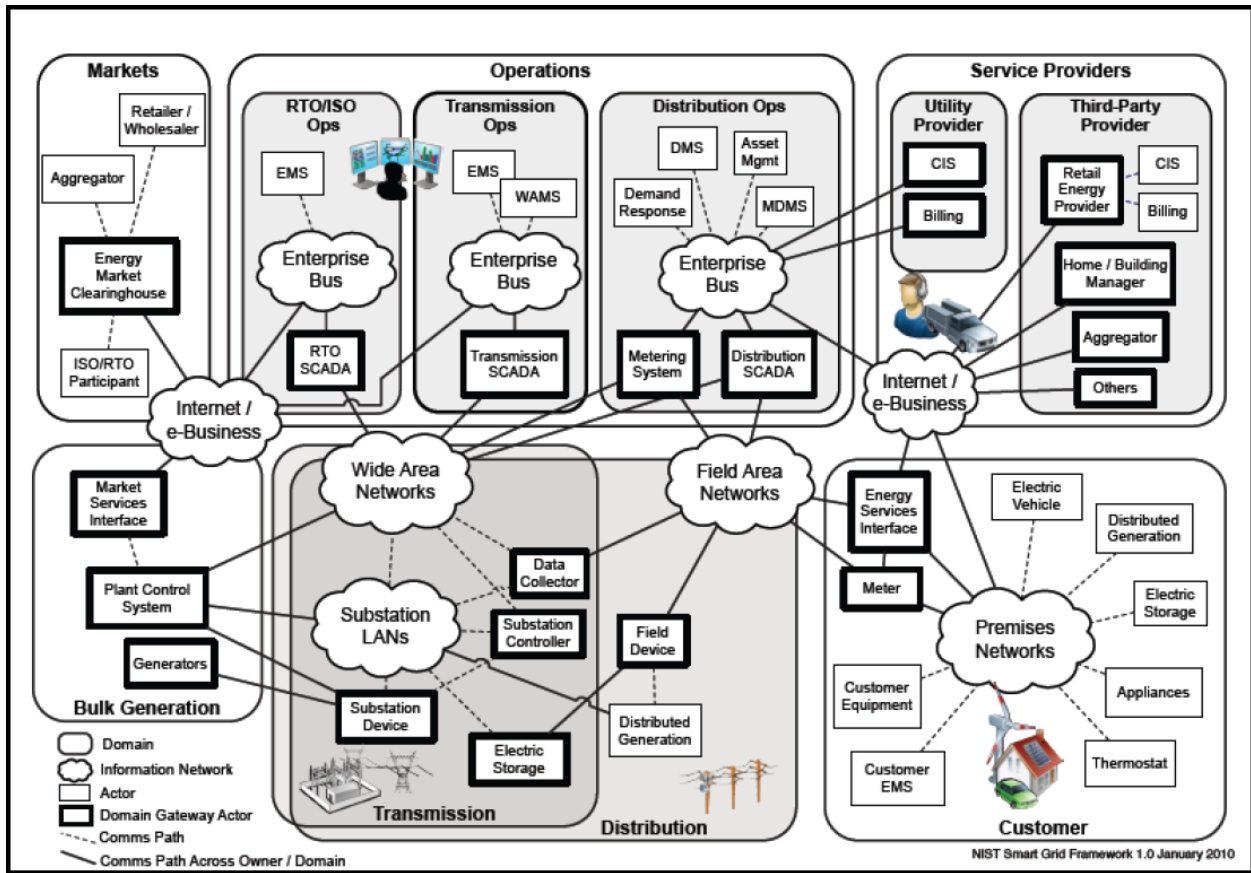 Markets
Retailer /
Wholesaler
Aggregator
Energy
Market
Clearinghouse
ISO/RTO
Participant
Operations
RTO/ISO
Ops
EMS
Enterprise
Bus
RTO
SCADA
Transmission
Ops
EMS
WAMS
Enterprise
Bus
Transmission
SCADA
Distribution Ops
DMS
Asset
Mgmt
Demand
Response
MDMS
Enterprise
Bus
Metering
System
Distribution
SCADA
Service Providers
Utility
Provider
CIS
Billing
Third-Party
Provider
Retail
Energy
Provider
CIS
Billing
Home / Building
Manager
Aggregator
Others
Internet /
e-Business
Internet /
e-Business
Wide Area
Networks
Field Area
Networks
Market
Services
Interface
Plant Control
System
Generators
Bulk Generation
Data
Collector
Substation
LANs
Substation
Controller
Field
Device
Substation
Device
Electric
Storage
Distributed
Generation
Transmission
Distribution
Energy
Services
Interface
Meter
Electric
Vehicle
Distributed
Generation
Electric
Storage
Premises
Networks
Customer
Equipment
Appliances
Customer
EMS
Thermostat
Customer
Domain
Information Network
Actor
Domain Gateway Actor
Comms Path
Comms Path Across Owner / Domain
NIST Smart Grid Framework 1.0 January 2010